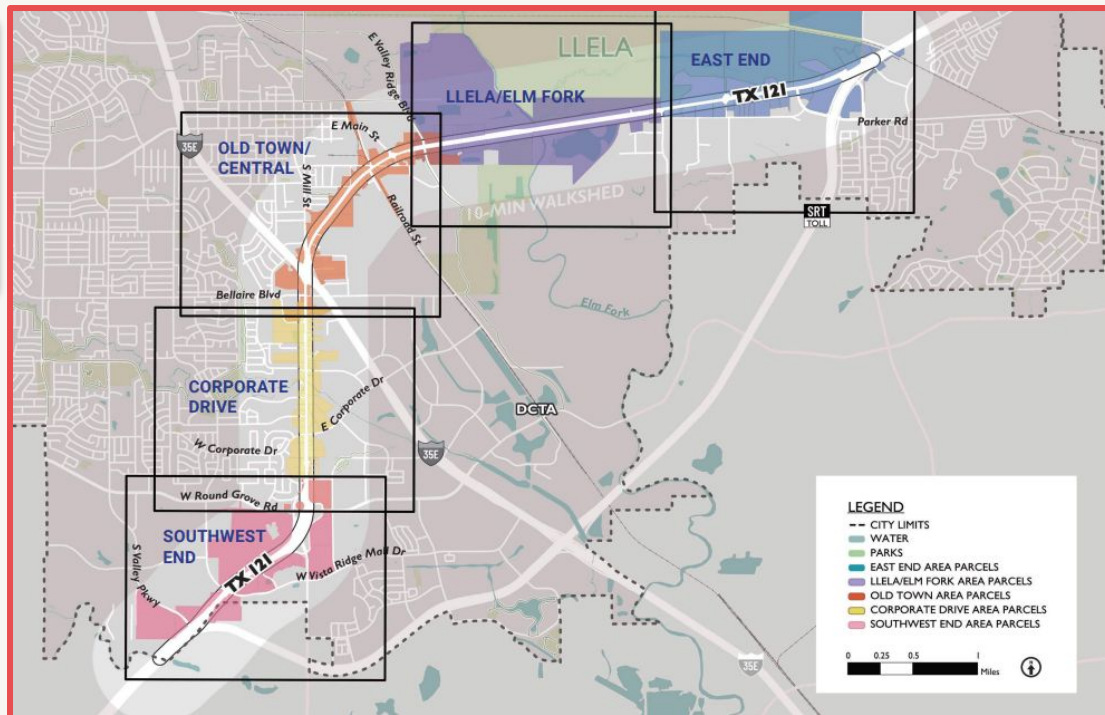 LLELA
EAST END
E Valley Ridge Blvd
LLELA/ELM FORK
TX 121
Parker Rd
E Main St
35E
OLD TOWN/
CENTRAL
S Mill St
Railroad St
10-MIN WALKSHED
SRT
TOLL
Bellaire Blvd
Elm Fork
CORPORATE
DRIVE
E Corporate Dr
DCTA
W Corporate Dr
35E
W Round Grove Rd
SOUTHWEST
END
S Valley Pkwy
TX 121
W Vista Ridge Mall Dr
35E
LEGEND
CITY LIMITS
WATER
PARKS
EAST END AREA PARCELS
LLELA/ELM FORK AREA PARCELS
OLD TOWN AREA PARCELS
CORPORATE DRIVE AREA PARCELS
SOUTHWEST END AREA PARCELS
0 0.25 0.5 1
Miles